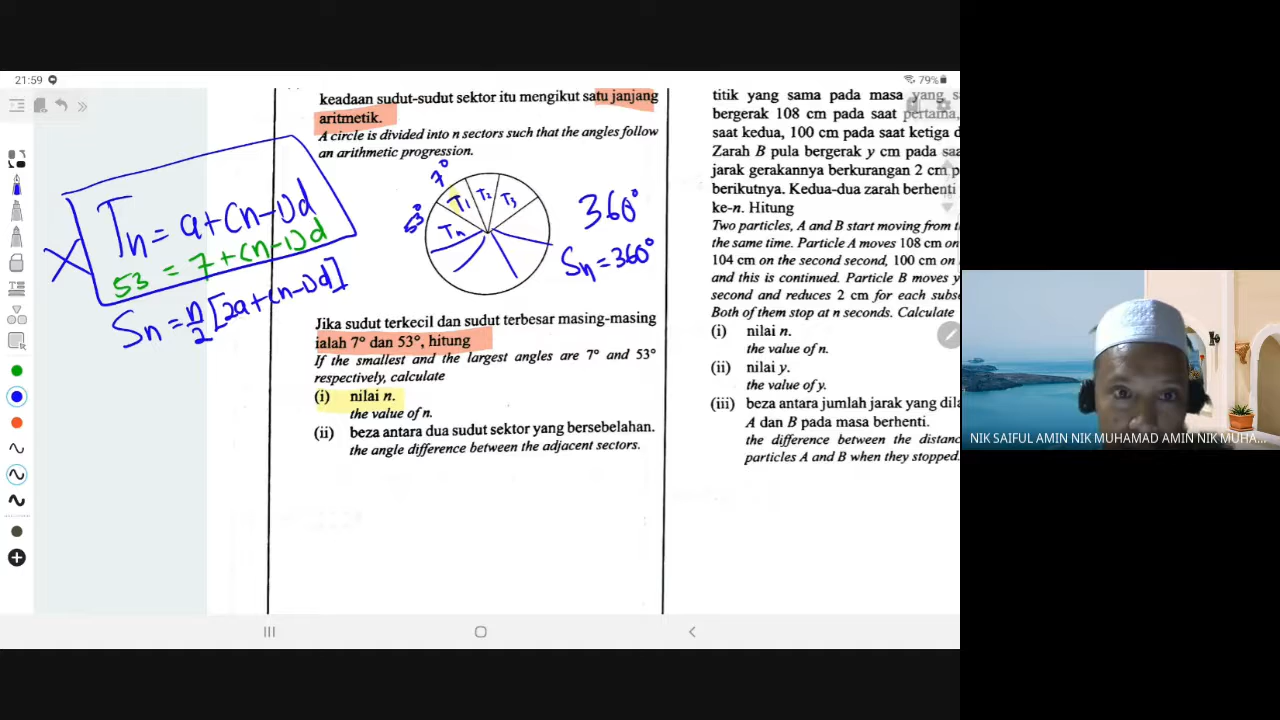 21:59
79%
keadaan sudut-sudut sektor itu mengikut satu janjang
aritmetik.
A circle is divided into n sectors such that the angles follow
an arithmetic progression.
7°
53°
T1
T2
T3
Tn
360°
Sn = 360°
Tn = a+(n-1)d
53 = 7+(n-1)d
Sn = n/2 [2a+(n-1)d]
Jika sudut terkecil dan sudut terbesar masing-masing
ialah 7° dan 53°, hitung
If the smallest and the largest angles are 7° and 53°
respectively, calculate
(i) nilai n.
the value of n.
(ii) beza antara dua sudut sektor yang bersebelahan.
the angle difference between the adjacent sectors.
titik yang sama pada masa yang
bergerak 108 cm pada saat pertama,
saat kedua, 100 cm pada saat ketiga
Zarah B pula bergerak y cm pada
jarak gerakannya berkurangan 2 cm
berikutnya. Kedua-dua zarah berhenti
ke-n. Hitung
Two particles, A and B start moving from
the same time. Particle A moves 108 cm on
104 cm on the second second, 100 cm on
and this is continued. Particle B moves y
second and reduces 2 cm for each
Both of them stop at n seconds. Calculate
(i) nilai n.
the value of n.
(ii) nilai y.
the value of y.
(iii) beza antara jumlah jarak yang
A dan B pada masa berhenti.
the difference between the
particles A and B when they stopped.
NIK SAIFUL AMIN NIK MUHAMAD AMIN NIK MUHA...